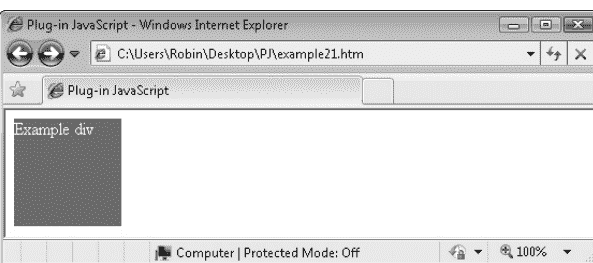 Plug-in JavaScript - Windows Internet Explorer
C:\Users\Robin\Desktop\PJ\example21.htm
Plug-in JavaScript
Example div
Computer | Protected Mode: Off
100%